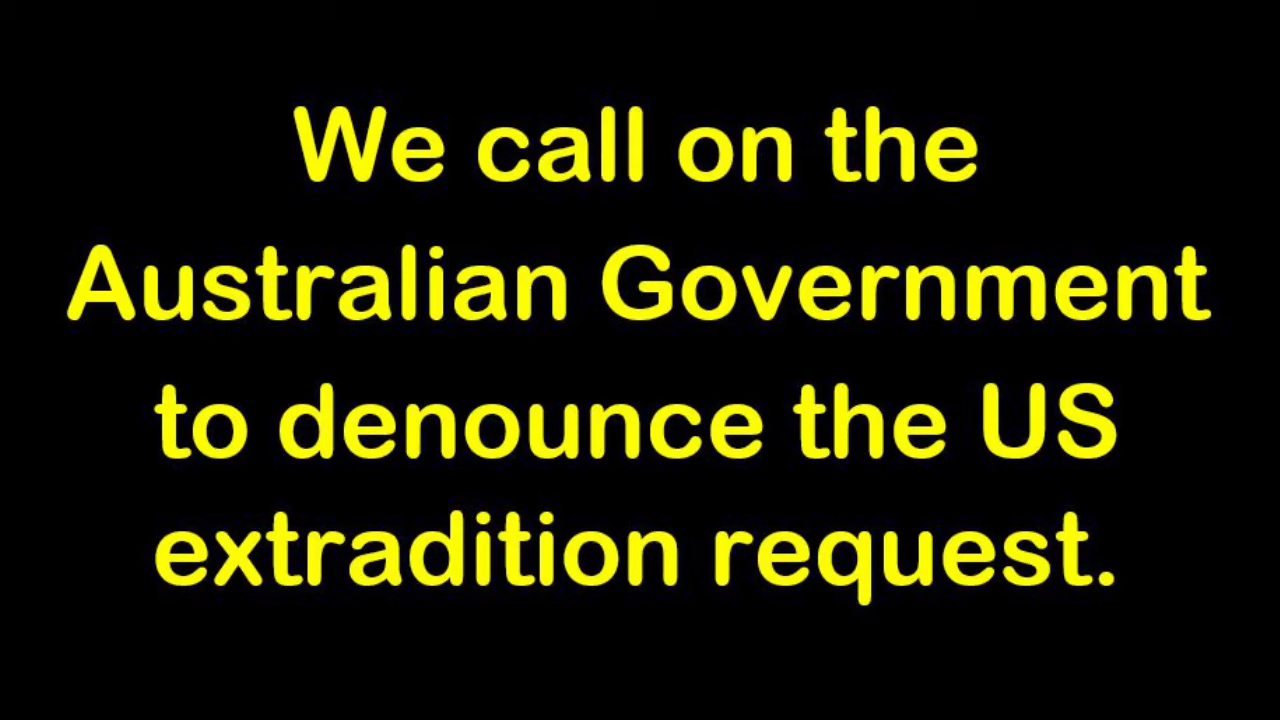 We call on the
Australian Government
to denounce the US
extradition request.